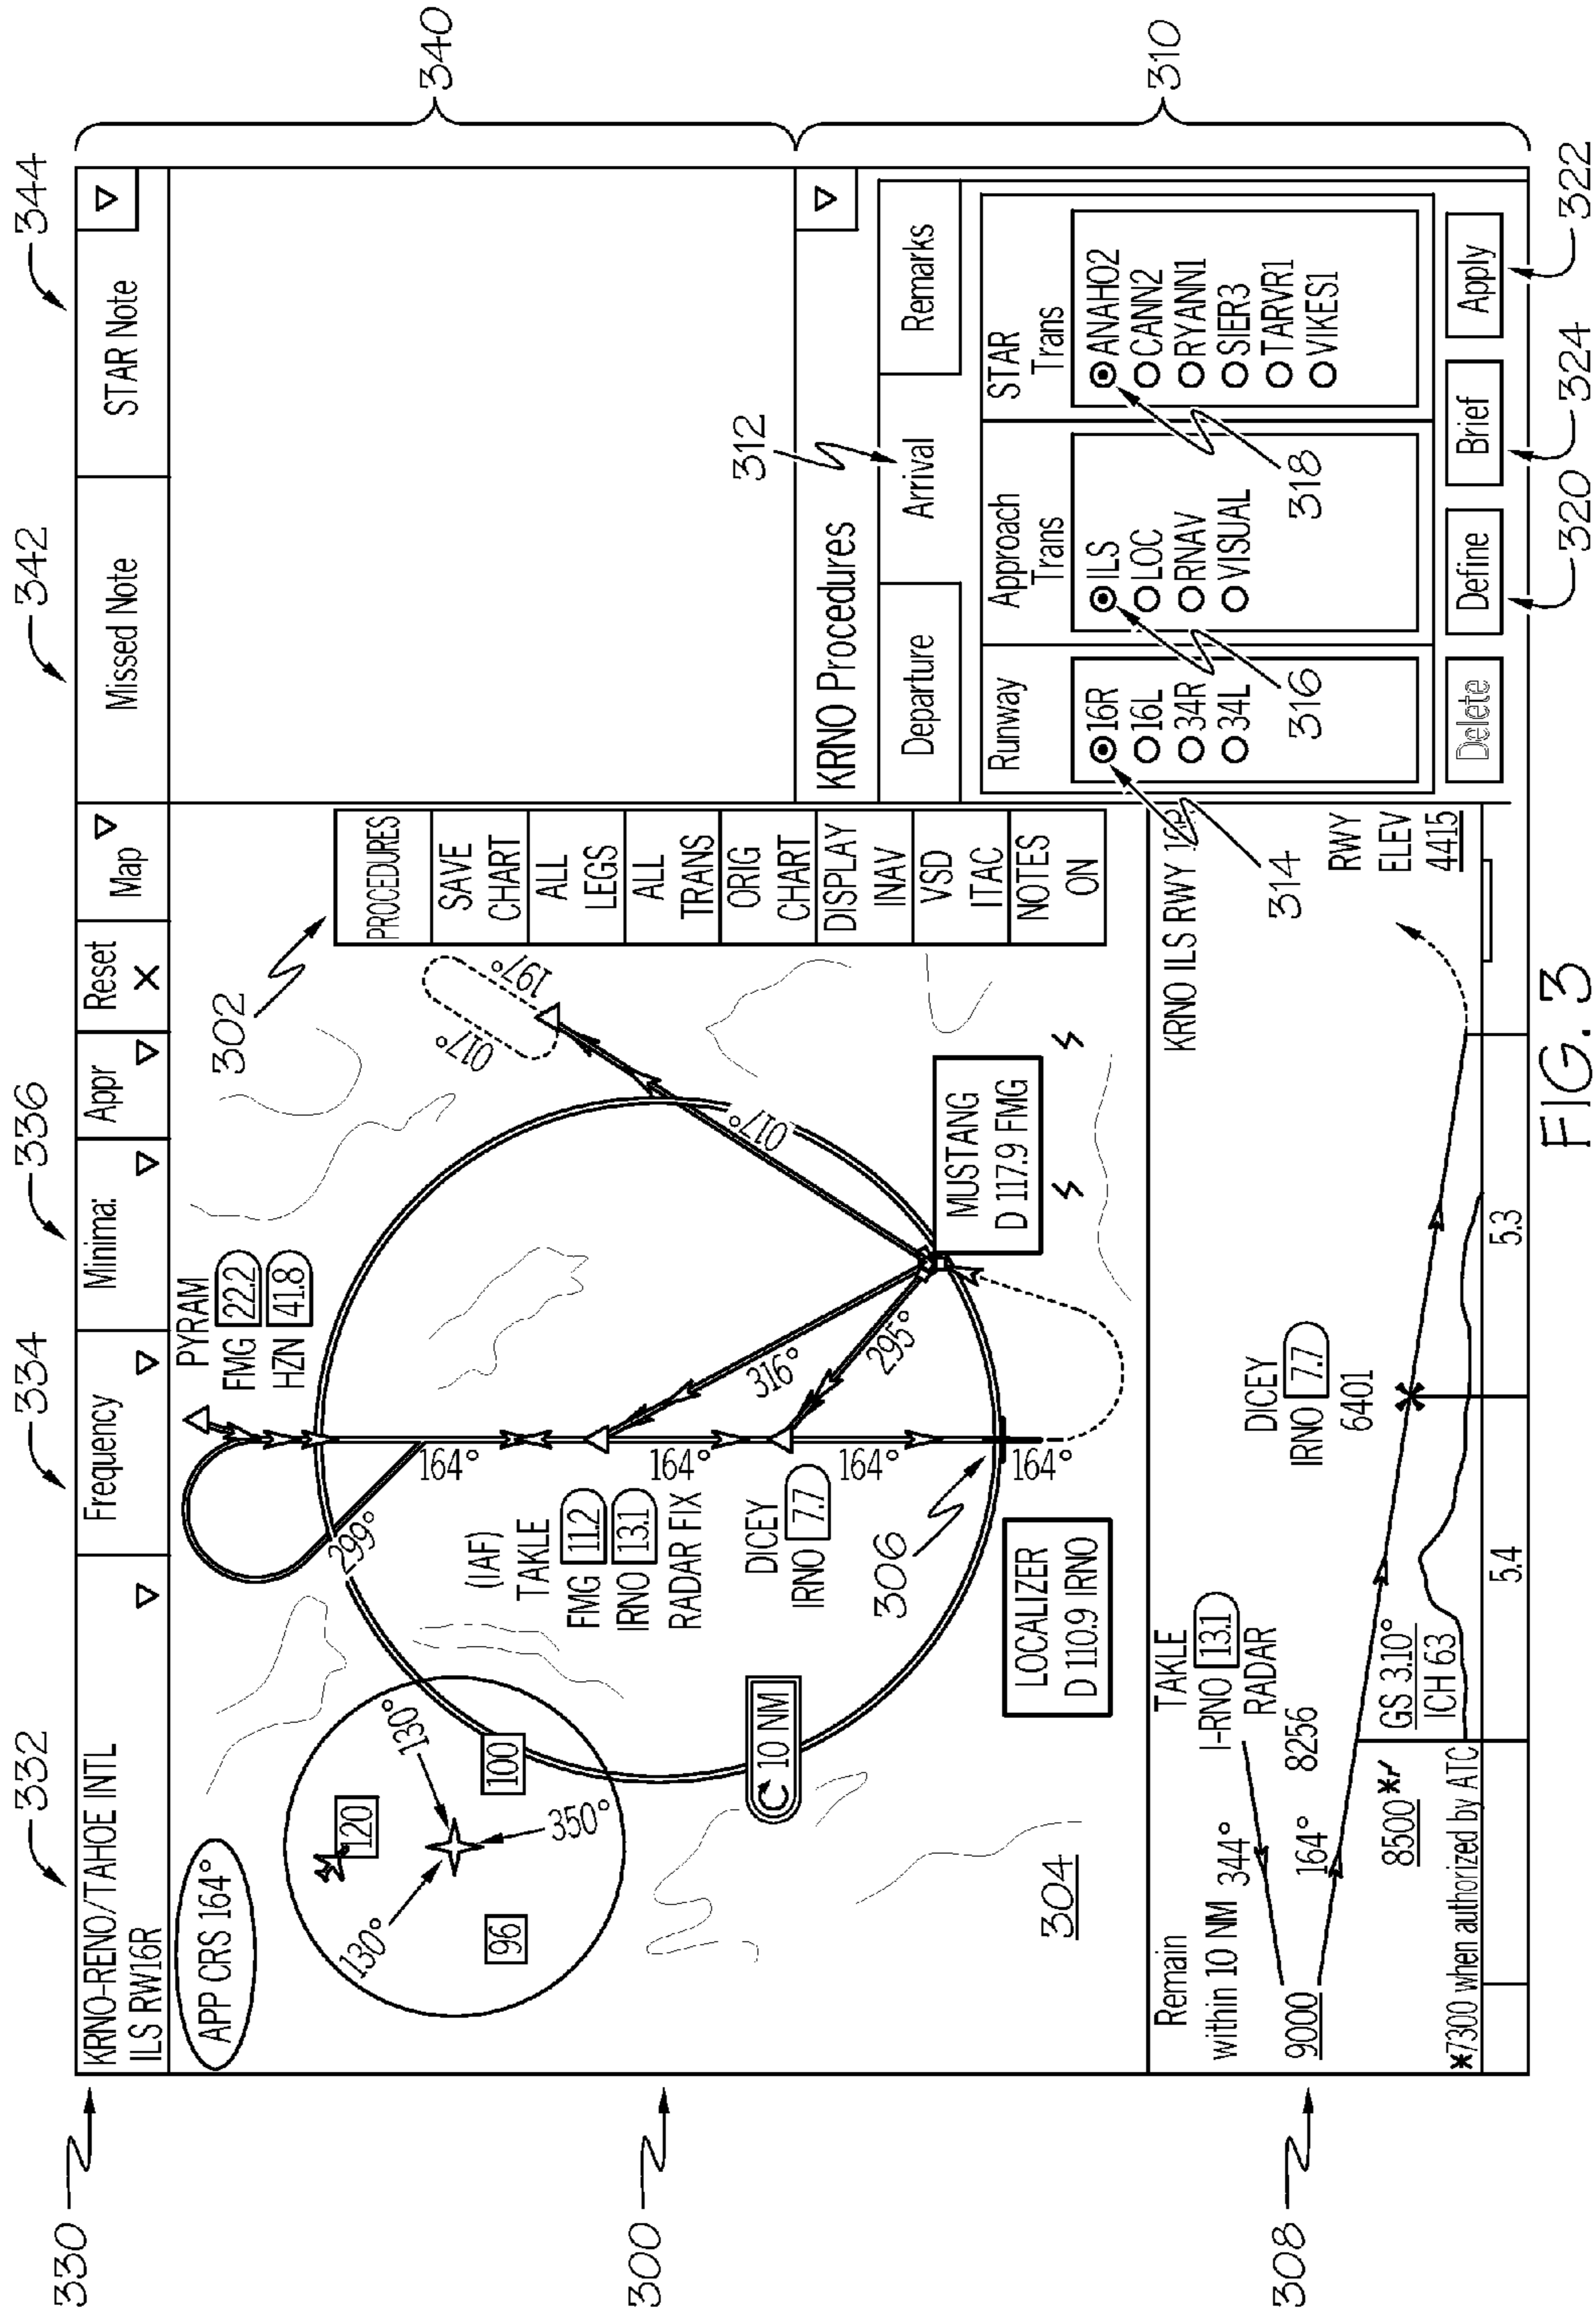 330
332
334
336
342
344
KRNO-RENO/TAHOE INTL
ILS RW16R
Frequency
Minima:
Appr
Reset
X
Map
Missed Note
STAR Note
340
300
APP CRS 164°
120
130°
130°
100
350°
96
PYRAM
FMG 22.2
HZN 41.8
299°
164°
(IAF)
TAKLE
FMG 11.2
IRNO 13.1
RADAR FIX
164°
DICEY
IRNO 7.7
164°
316°
295°
017°
017°
197°
10 NM
306
164°
LOCALIZER
D 110.9 IRNO
MUSTANG
D 117.9 FMG
304
302
PROCEDURES
SAVE
CHART
ALL
LEGS
ALL
TRANS
ORIG
CHART
DISPLAY
INAV
VSD
ITAC
NOTES
ON
312
310
KRNO Procedures
Departure
Arrival
Remarks
Runway
16R
16L
34R
34L
Approach
Trans
ILS
LOC
RNAV
VISUAL
STAR
Trans
ANAHO2
CANN2
RYANN1
SIER3
TARVR1
VIKES1
314
316
318
Delete
Define
Brief
Apply
320
324
322
308
KRNO ILS RWY 16R
Remain
within 10 NM
344°
TAKLE
I-RNO 13.1
RADAR
9000
164°
8256
8500*
*7300 when authorized by ATC
GS 3.10°
ICH 63
DICEY
IRNO 7.7
6401
RWY
ELEV
4415
5.4
5.3
FIG. 3